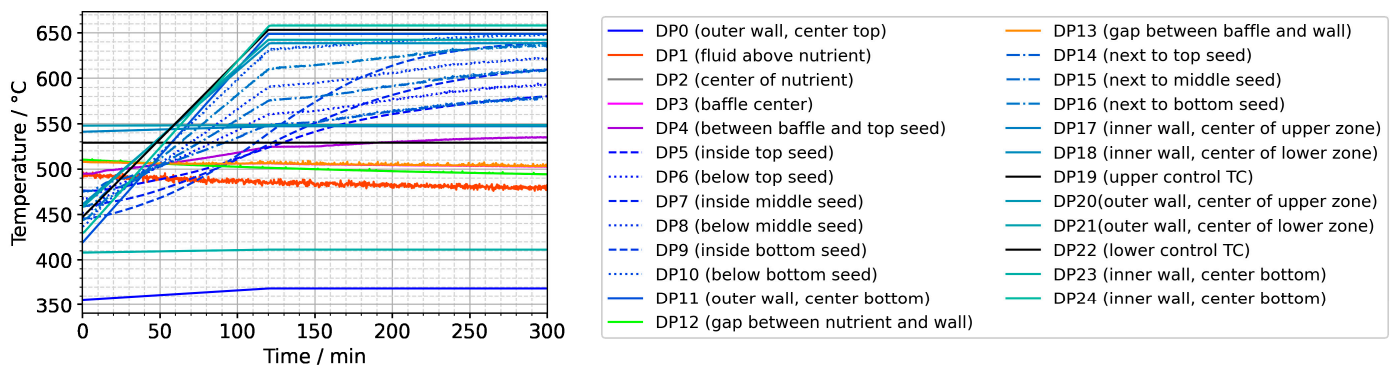 650
600
550
500
450
400
350
Temperature / °C
0 50 100 150 200 250 300
Time / min
DP0 (outer wall, center top)
DP1 (fluid above nutrient)
DP2 (center of nutrient)
DP3 (baffle center)
DP4 (between baffle and top seed)
DP5 (inside top seed)
DP6 (below top seed)
DP7 (inside middle seed)
DP8 (below middle seed)
DP9 (inside bottom seed)
DP10 (below bottom seed)
DP11 (outer wall, center bottom)
DP12 (gap between nutrient and wall)
DP13 (gap between baffle and wall)
DP14 (next to top seed)
DP15 (next to middle seed)
DP16 (next to bottom seed)
DP17 (inner wall, center of upper zone)
DP18 (inner wall, center of lower zone)
DP19 (upper control TC)
DP20(outer wall, center of upper zone)
DP21(outer wall, center of lower zone)
DP22 (lower control TC)
DP23 (inner wall, center bottom)
DP24 (inner wall, center bottom)